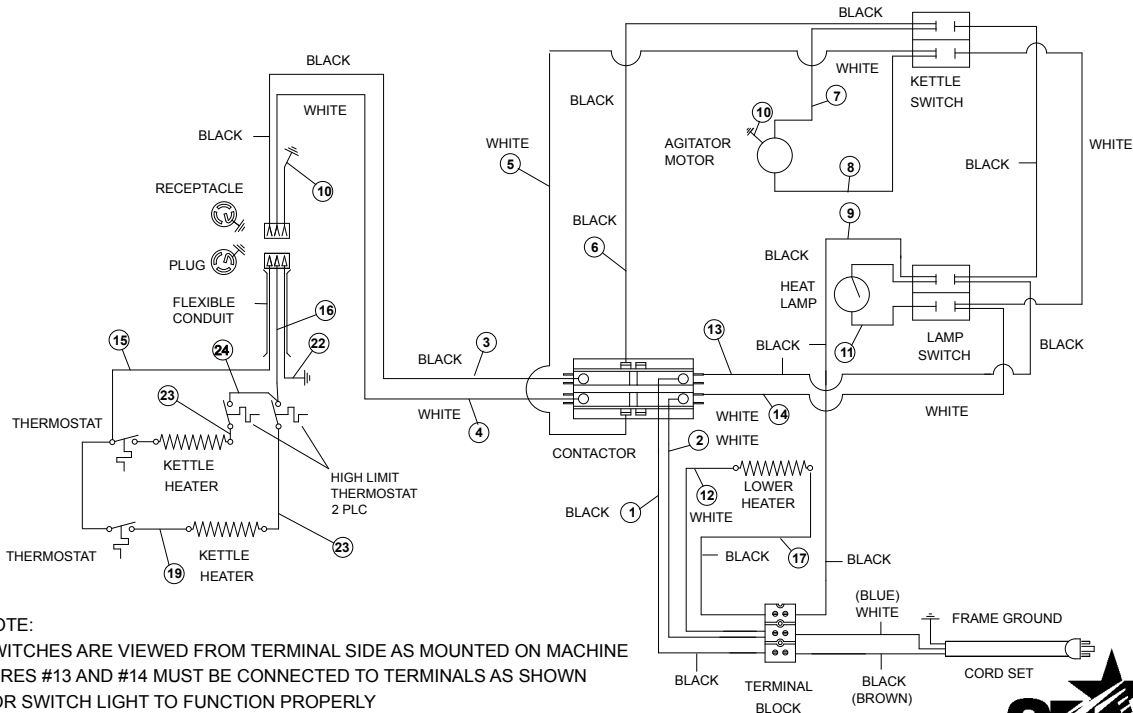 BLACK
BLACK
WHITE
KETTLE
SWITCH
BLACK
7
10
AGITATOR
MOTOR
WHITE
BLACK
WHITE
5
BLACK
WHITE
8
10
RECEPTACLE
PLUG
9
BLACK
6
BLACK
HEAT
LAMP
FLEXIBLE
CONDUIT
16
15
24
22
3
BLACK
13
BLACK
11
LAMP
SWITCH
BLACK
23
THERMOSTAT
KETTLE
HEATER
WHITE
4
WHITE
14
WHITE
CONTACTOR
2
WHITE
HIGH LIMIT
THERMOSTAT
2 PLC
LOWER
HEATER
12
WHITE
BLACK
1
THERMOSTAT
19
KETTLE
HEATER
23
BLACK
17
BLACK
(BLUE)
WHITE
FRAME GROUND
OTE:
WITCHES ARE VIEWED FROM TERMINAL SIDE AS MOUNTED ON MACHINE
RES #13 AND #14 MUST BE CONNECTED TO TERMINALS AS SHOWN
OR SWITCH LIGHT TO FUNCTION PROPERLY
BLACK
TERMINAL
BLOCK
BLACK
(BROWN)
CORD SET